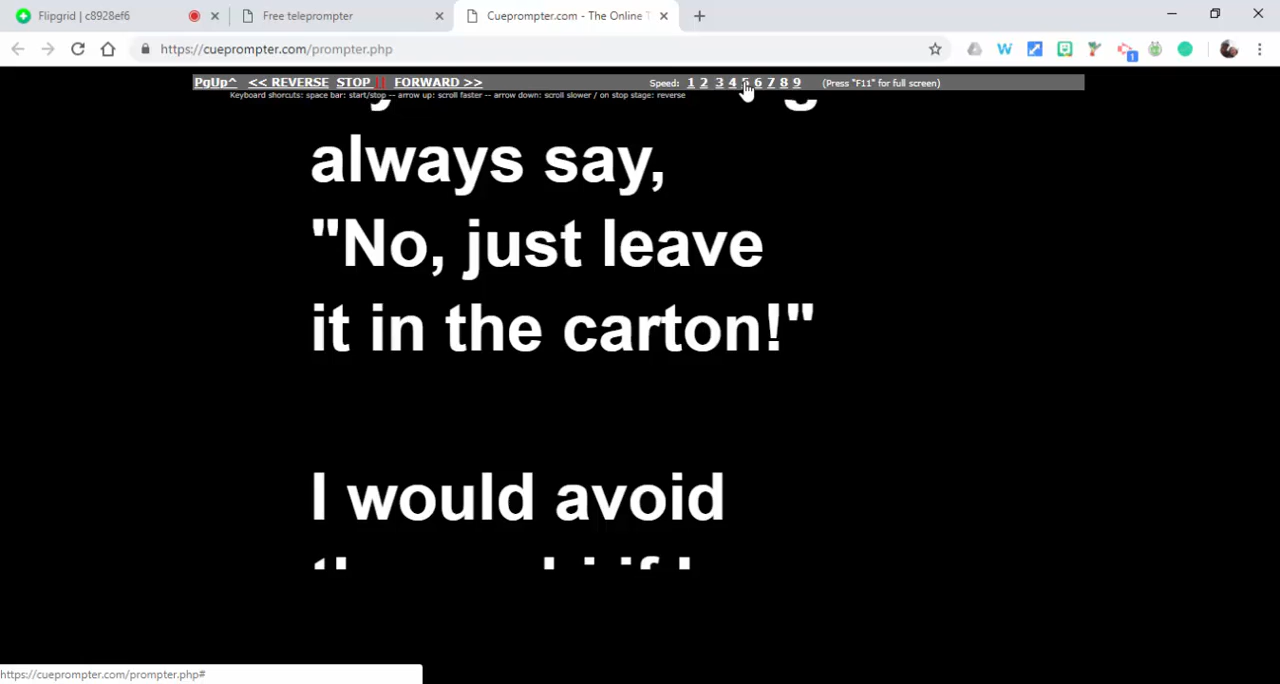 Flipgrid | c8928ef6
Free teleprompter
Cueprompter.com - The Online
https://cueprompter.com/prompter.php
1
PgUp^ << REVERSE STOP || FORWARD >> Speed: 1 2 3 4 5 6 7 8 9 (Press "F11" for full screen)
Keyboard shorcuts: space bar: start/stop -- arrow up: scroll faster -- arrow down: scroll slower / on stop stage: reverse
always say,
"No, just leave
it in the carton!"
I would avoid
https://cueprompter.com/prompter.php#